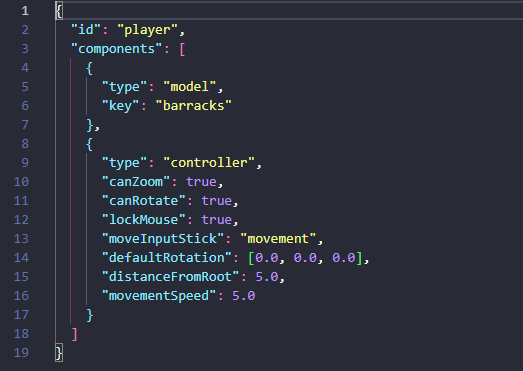 1 {
2   "id": "player",
3   "components": [
4     {
5       "type": "model",
6       "key": "barracks"
7     },
8     {
9       "type": "controller",
10       "canZoom": true,
11       "canRotate": true,
12       "lockMouse": true,
13       "moveInputStick": "movement",
14       "defaultRotation": [0.0, 0.0, 0.0],
15       "distanceFromRoot": 5.0,
16       "movementSpeed": 5.0
17     }
18   ]
19 }